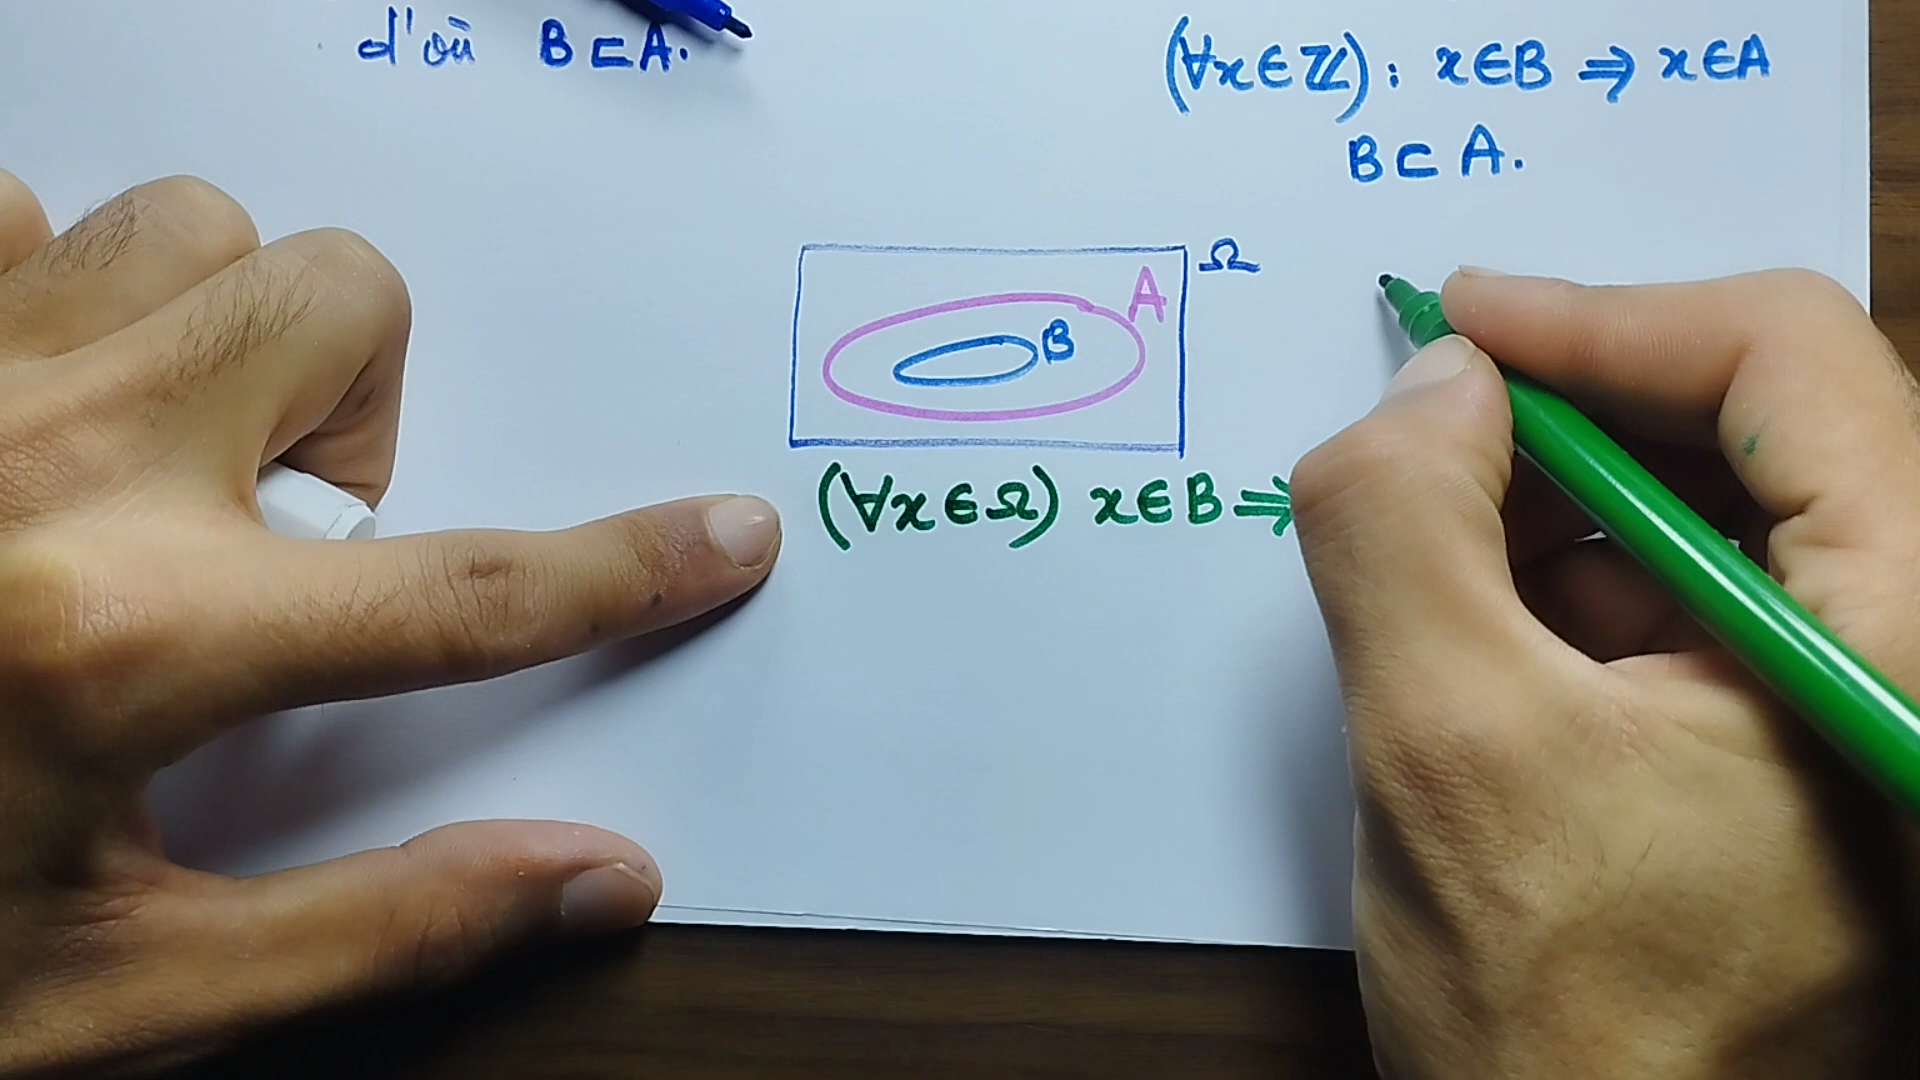 d'où B ⊂ A.
(∀x∈ℤ) : x∈B ⇒ x∈A
B ⊂ A.
Ω
A
B
(∀x∈Ω) x∈B ⇒